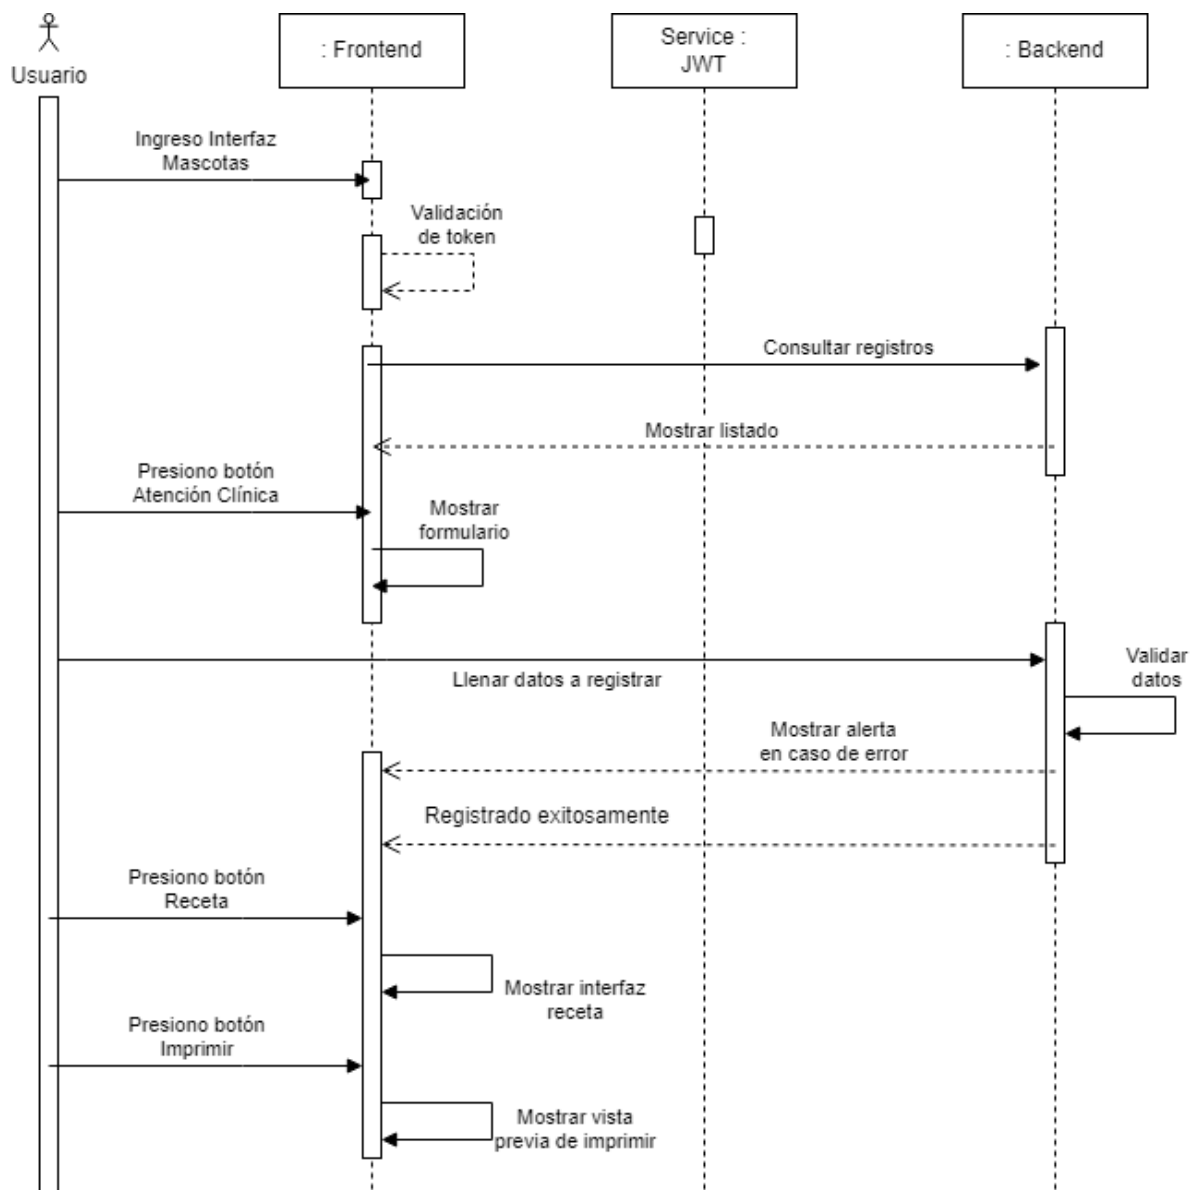 Usuario
: Frontend
Service :
JWT
: Backend
Ingreso Interfaz
Mascotas
Validación
de token
Consultar registros
Mostrar listado
Presiono botón
Atención Clínica
Mostrar
formulario
Llenar datos a registrar
Validar
datos
Mostrar alerta
en caso de error
Registrado exitosamente
Presiono botón
Receta
Mostrar interfaz
receta
Presiono botón
Imprimir
Mostrar vista
previa de imprimir